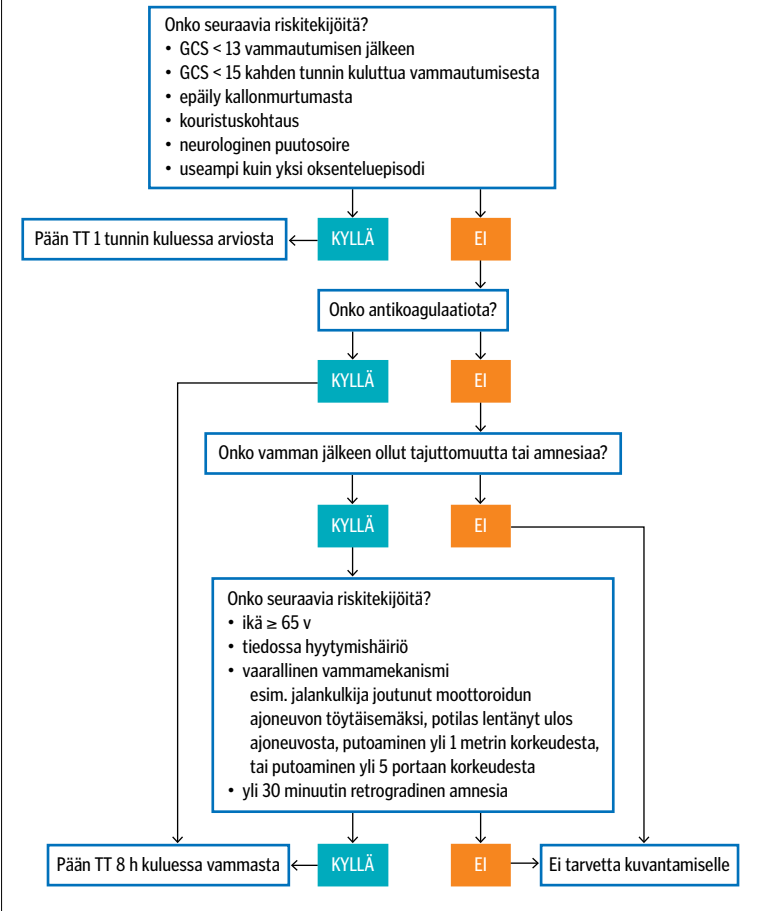 Onko seuraavia riskitekijöitä?
• GCS < 13 vammautumisen jälkeen
• GCS < 15 kahden tunnin kuluttua vammautumisesta
• epäily kallonmurtumasta
• kouristuskohtaus
• neurologinen puutosoire
• useampi kuin yksi oksenteluepisodi
Pään TT 1 tunnin kuluessa arviosta
KYLLÄ
EI
Onko antikoagulaatiota?
KYLLÄ
EI
Onko vamman jälkeen ollut tajuttomuutta tai amnesiaa?
KYLLÄ
EI
Onko seuraavia riskitekijöitä?
• ikä ≥ 65 v
• tiedossa hyytymishäiriö
• vaarallinen vammamekanismi
esim. jalankulkija joutunut moottoroidun
ajoneuvon töytäisemäksi, potilas lentänyt ulos
ajoneuvosta, putoaminen yli 1 metrin korkeudesta,
tai putoaminen yli 5 portaan korkeudesta
• yli 30 minuutin retrogradinen amnesia
Pään TT 8 h kuluessa vammasta
KYLLÄ
EI
Ei tarvetta kuvantamiselle